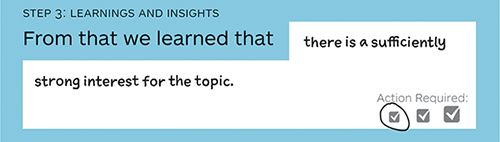 STEP 3: LEARNINGS AND INSIGHTS
From that we learned that there is a sufficiently
strong interest for the topic.
Action Required: